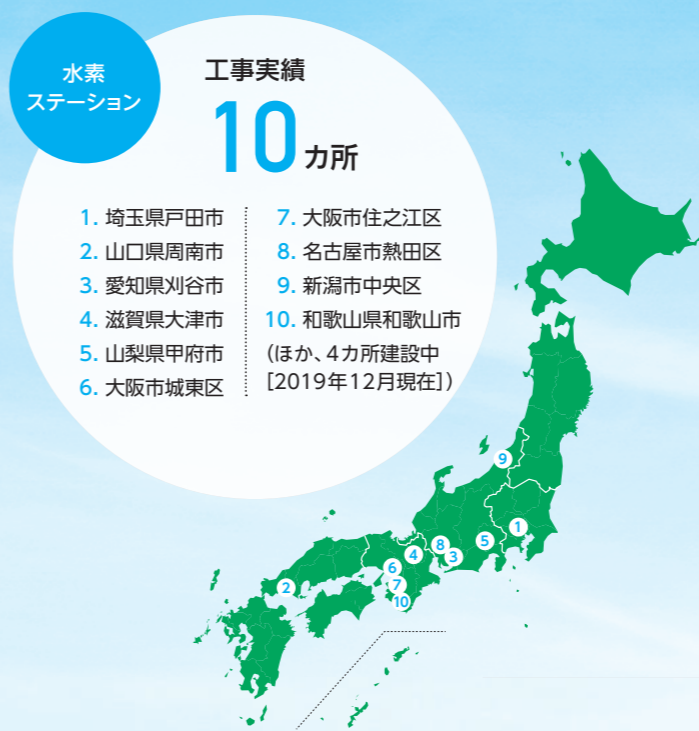 水素
ステーション
工事実績
10カ所
1. 埼玉県戸田市
2. 山口県周南市
3. 愛知県刈谷市
4. 滋賀県大津市
5. 山梨県甲府市
6. 大阪市城東区
7. 大阪市住之江区
8. 名古屋市熱田区
9. 新潟市中央区
10. 和歌山県和歌山市
(ほか、4カ所建設中
[2019年12月現在])
9
1
5
8
3
4
6
7
2
10